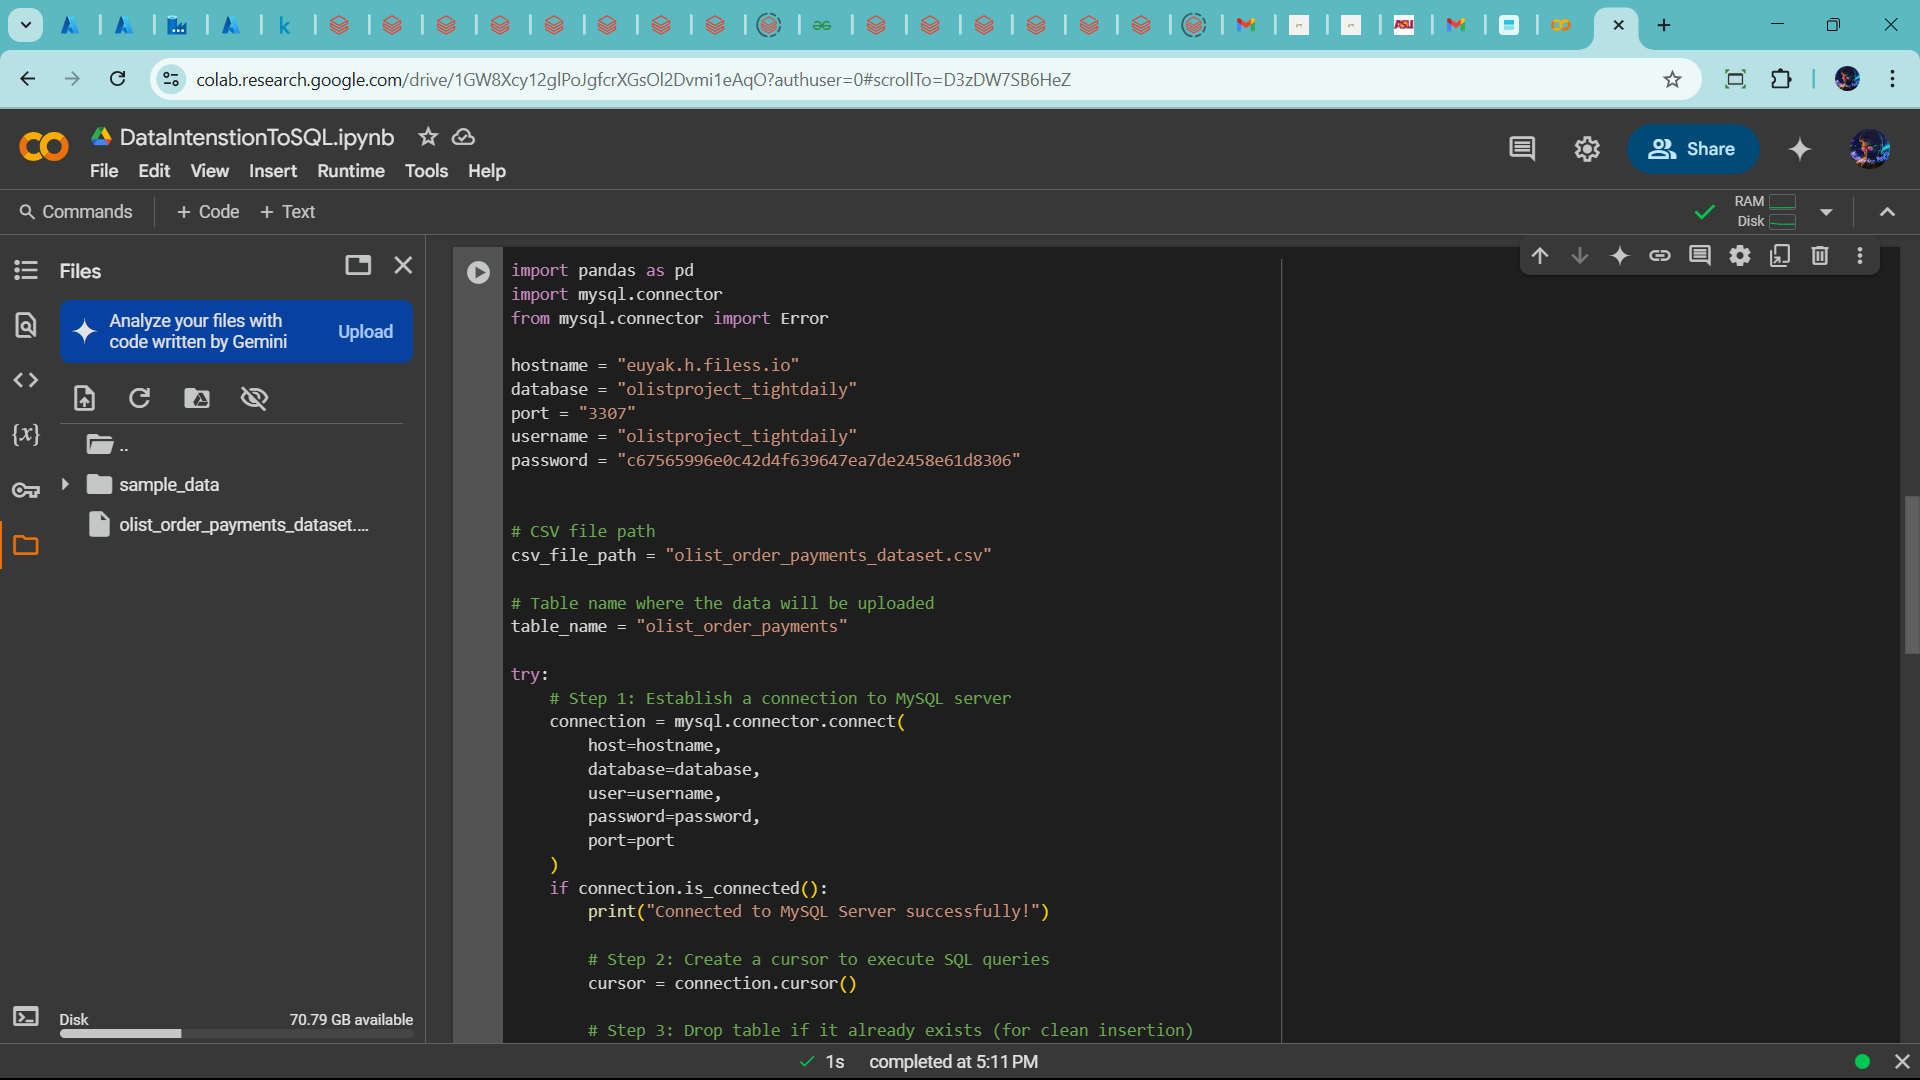 colab.research.google.com/drive/1GW8Xcy12glPoJgfcrXGsOl2Dvmi1eAqO?authuser=0#scrollTo=D3zDW7SB6HeZ
DataIntenstionToSQL.ipynb
File Edit View Insert Runtime Tools Help
Share
Commands
+ Code + Text
RAM
Disk
Files
Analyze your files with
code written by Gemini
Upload
..
sample_data
olist_order_payments_dataset....
Disk 70.79 GB available
import pandas as pd
import mysql.connector
from mysql.connector import Error
hostname = "euyak.h.filess.io"
database = "olistproject_tightdaily"
port = "3307"
username = "olistproject_tightdaily"
password = "c67565996e0c42d4f639647ea7de2458e61d8306"
# CSV file path
csv_file_path = "olist_order_payments_dataset.csv"
# Table name where the data will be uploaded
table_name = "olist_order_payments"
try:
# Step 1: Establish a connection to MySQL server
connection = mysql.connector.connect(
host=hostname,
database=database,
user=username,
password=password,
port=port
)
if connection.is_connected():
print("Connected to MySQL Server successfully!")
# Step 2: Create a cursor to execute SQL queries
cursor = connection.cursor()
# Step 3: Drop table if it already exists (for clean insertion)
1s completed at 5:11 PM